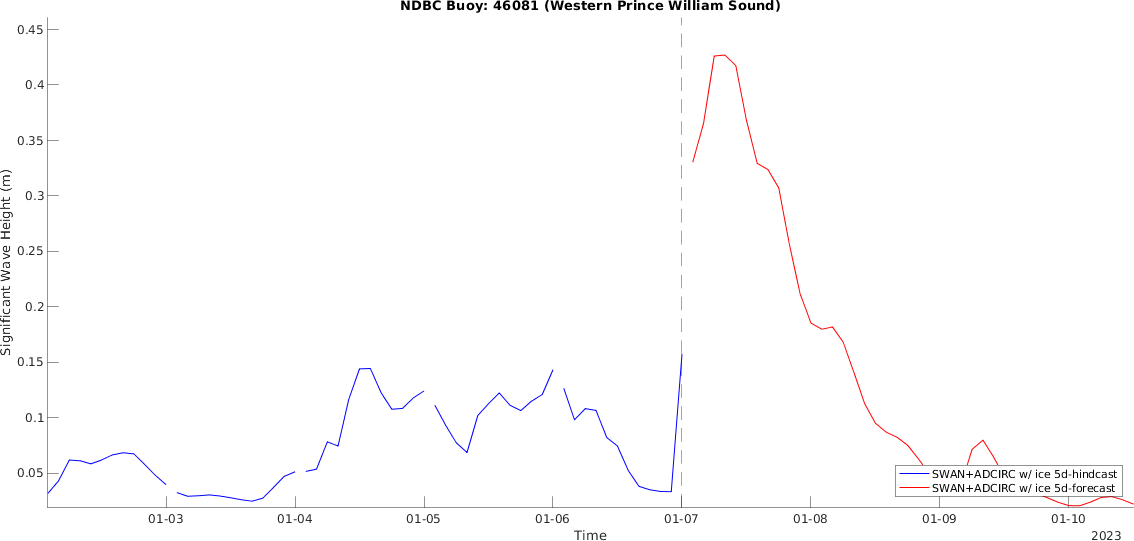 NDBC Buoy: 46081 (Western Prince William Sound)
0.45
0.4
0.35
0.3
0.25
0.2
0.15
0.1
0.05
Significant Wave Height (m)
SWAN+ADCIRC w/ ice 5d-hindcast
SWAN+ADCIRC w/ ice 5d-forecast
01-03 01-04 01-05 01-06 01-07 01-08 01-09 01-10
Time
2023